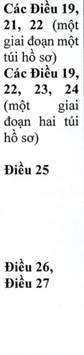 Các Điều 19,
21, 22 (một
giai đoạn một
túi hồ sơ)
Các Điều 19,
22, 23, 24
(một giai
đoạn hai túi
hồ sơ)
Điều 25
Điều 26,
Điều 27